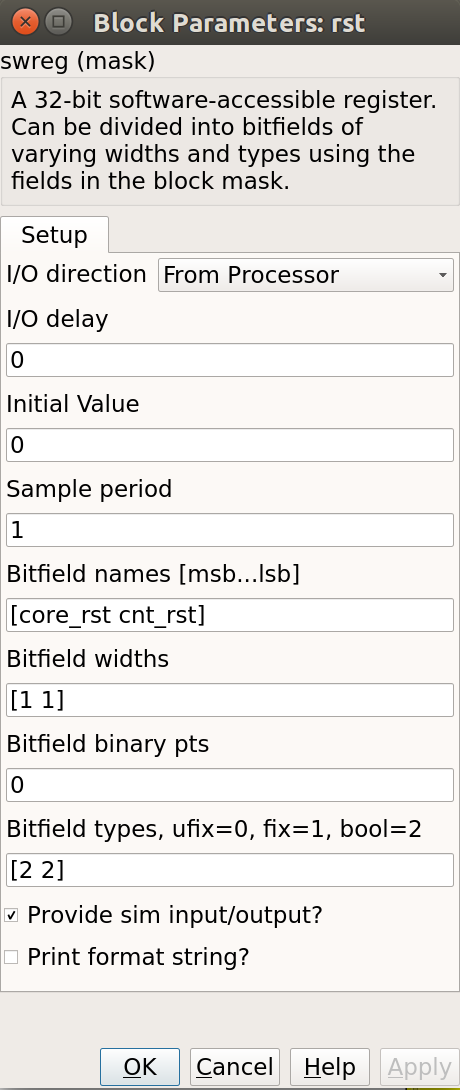 Block Parameters: rst
swreg (mask)
A 32-bit software-accessible register.
Can be divided into bitfields of
varying widths and types using the
fields in the block mask.
Setup
I/O direction From Processor
I/O delay
0
Initial Value
0
Sample period
1
Bitfield names [msb...lsb]
[core_rst cnt_rst]
Bitfield widths
[1 1]
Bitfield binary pts
0
Bitfield types, ufix=0, fix=1, bool=2
[2 2]
Provide sim input/output?
Print format string?
OK Cancel Help Apply